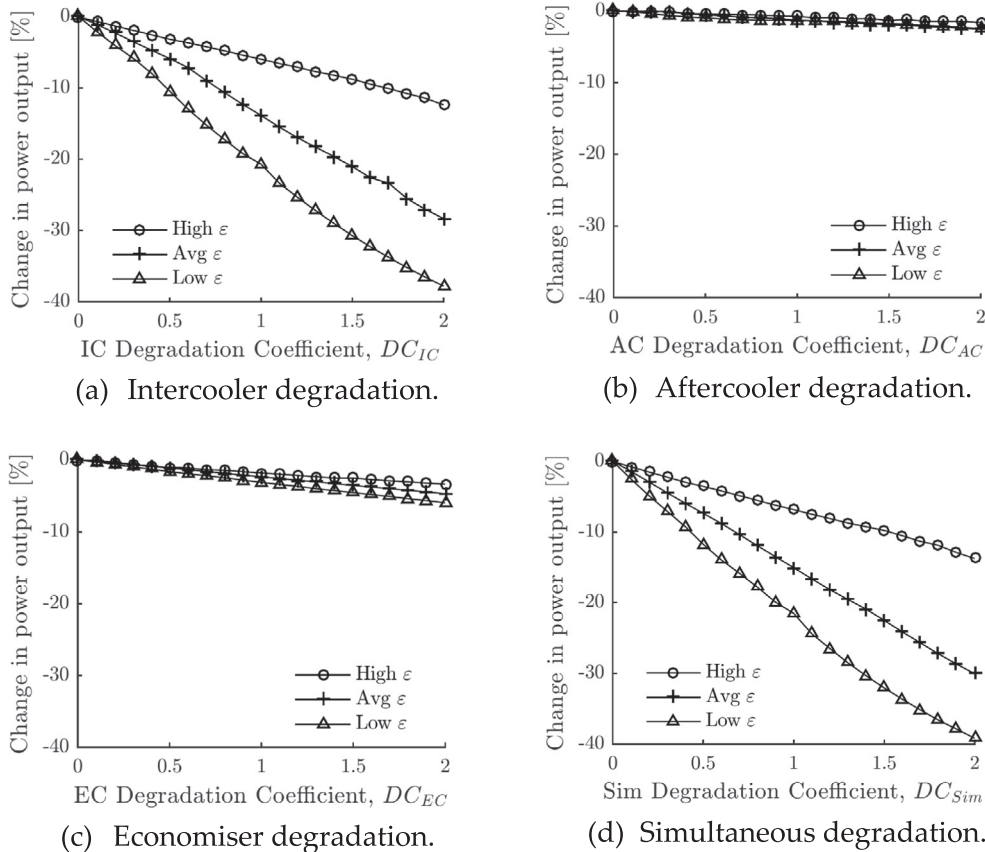 Change in power output [%]
0
-10
-20
-30
-40
High ε
Avg ε
Low ε
0 0.5 1 1.5 2
IC Degradation Coefficient, DC_IC
(a) Intercooler degradation.
Change in power output [%]
0
-10
-20
-30
-40
High ε
Avg ε
Low ε
0 0.5 1 1.5 2
AC Degradation Coefficient, DC_AC
(b) Aftercooler degradation.
Change in power output [%]
0
-10
-20
-30
-40
High ε
Avg ε
Low ε
0 0.5 1 1.5 2
EC Degradation Coefficient, DC_EC
(c) Economiser degradation.
Change in power output [%]
0
-10
-20
-30
-40
High ε
Avg ε
Low ε
0 0.5 1 1.5 2
Sim Degradation Coefficient, DC_Sim
(d) Simultaneous degradation.